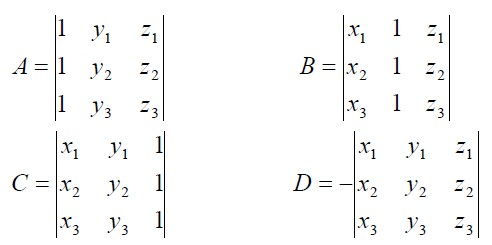 A = |1 y₁ z₁| B = |x₁ 1 z₁|
|1 y₂ z₂| |x₂ 1 z₂|
|1 y₃ z₃| |x₃ 1 z₃|
C = |x₁ y₁ 1| D = −|x₁ y₁ z₁|
|x₂ y₂ 1| |x₂ y₂ z₂|
|x₃ y₃ 1| |x₃ y₃ z₃|